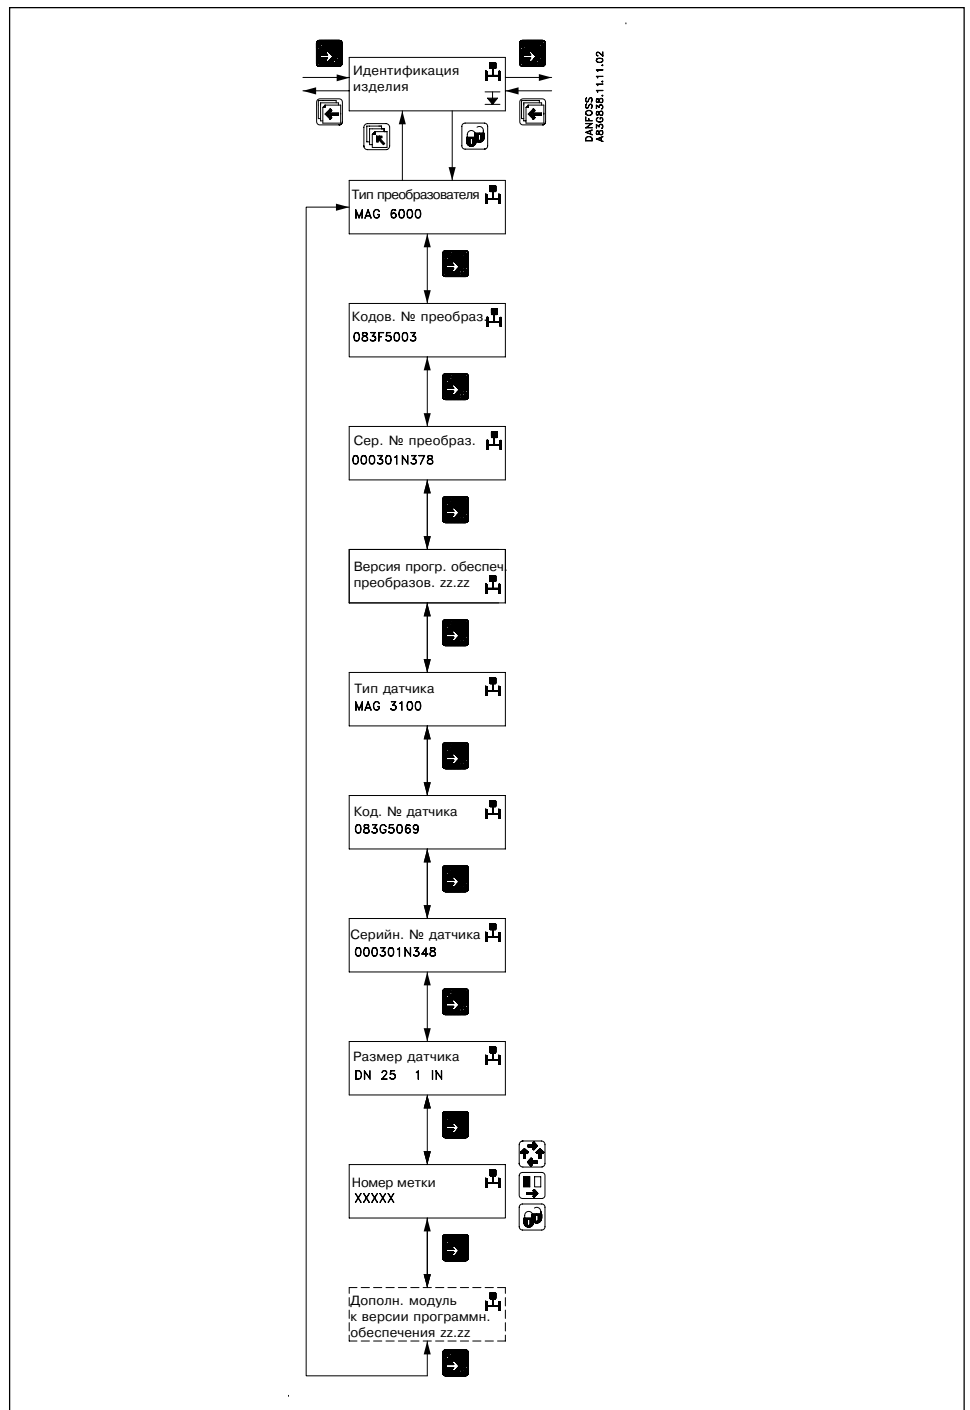 Идентификация
изделия
DANFOSS
A83G838.11.11.02
Тип преобразователя
MAG 6000
Кодов. № преобраз.
083F5003
Сер. № преобраз.
000301N378
Версия прогр. обеспеч.
преобразов. zz.zz
Тип датчика
MAG 3100
Код. № датчика
083G5069
Серийн. № датчика
000301N348
Размер датчика
DN 25 1 IN
Номер метки
XXXXX
Дополн. модуль
к версии программн.
обеспечения zz.zz